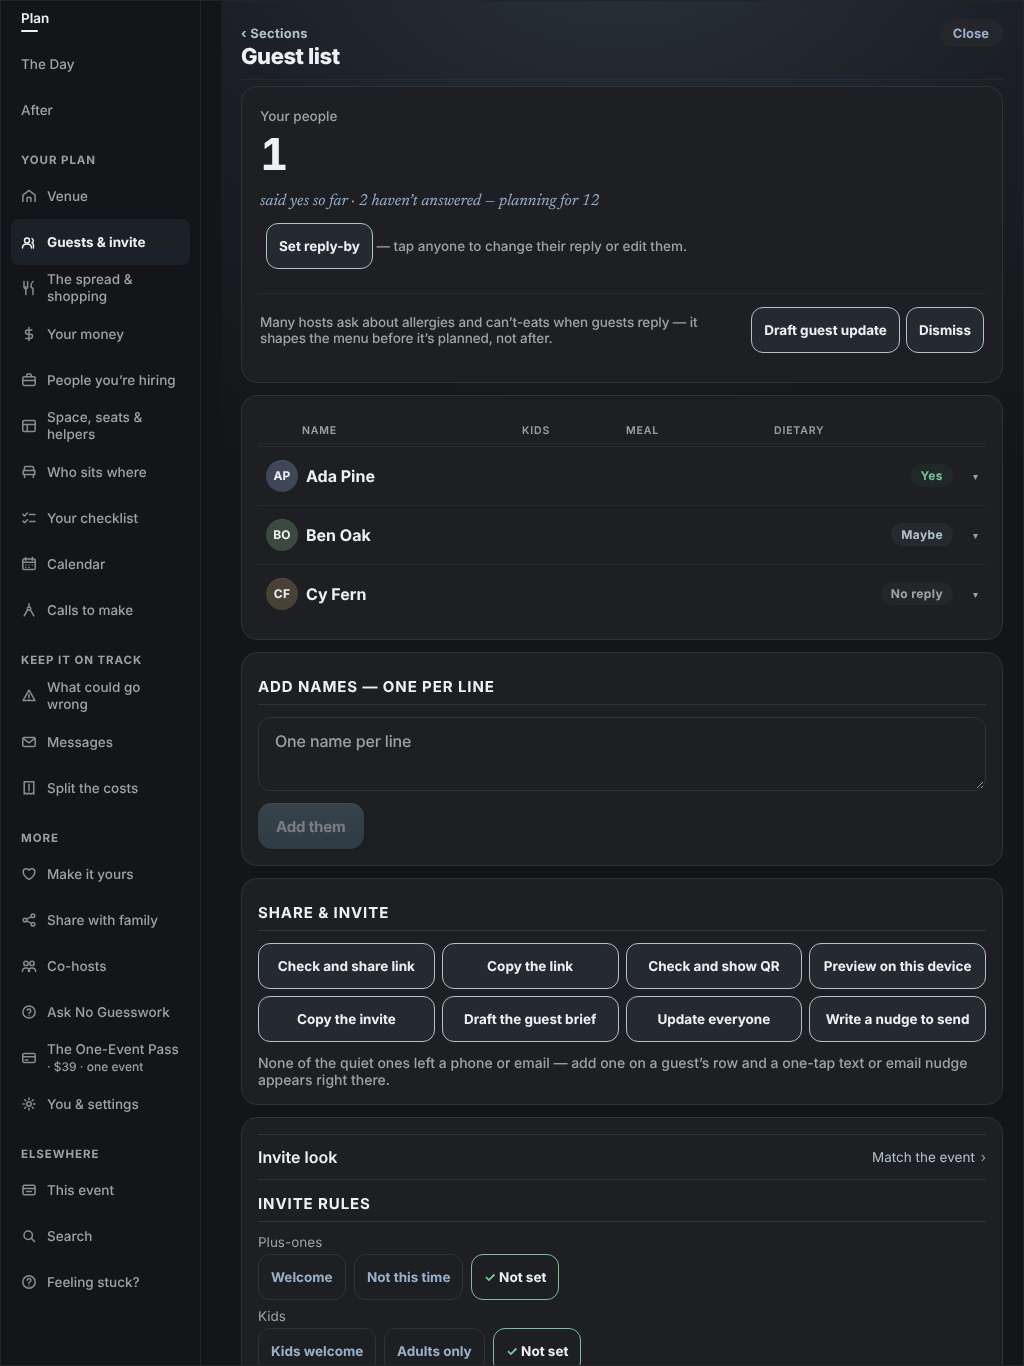 Plan
The Day
After
YOUR PLAN
Venue
Guests & invite
The spread &
shopping
Your money
People you’re hiring
Space, seats &
helpers
Who sits where
Your checklist
Calendar
Calls to make
KEEP IT ON TRACK
What could go
wrong
Messages
Split the costs
MORE
Make it yours
Share with family
Co-hosts
Ask No Guesswork
The One-Event Pass
· $39 · one event
You & settings
ELSEWHERE
This event
Search
Feeling stuck?
‹ Sections
Close
Guest list
Your people
1
said yes so far · 2 haven’t answered — planning for 12
Set reply-by — tap anyone to change their reply or edit them.
Many hosts ask about allergies and can’t-eats when guests reply — it
shapes the menu before it’s planned, not after.
Draft guest update Dismiss
NAME KIDS MEAL DIETARY
AP Ada Pine Yes
BO Ben Oak Maybe
CF Cy Fern No reply
ADD NAMES — ONE PER LINE
One name per line
Add them
SHARE & INVITE
Check and share link Copy the link Check and show QR Preview on this device
Copy the invite Draft the guest brief Update everyone Write a nudge to send
None of the quiet ones left a phone or email — add one on a guest’s row and a one-tap text or email nudge
appears right there.
Invite look Match the event ›
INVITE RULES
Plus-ones
Welcome Not this time ✓ Not set
Kids
Kids welcome Adults only ✓ Not set